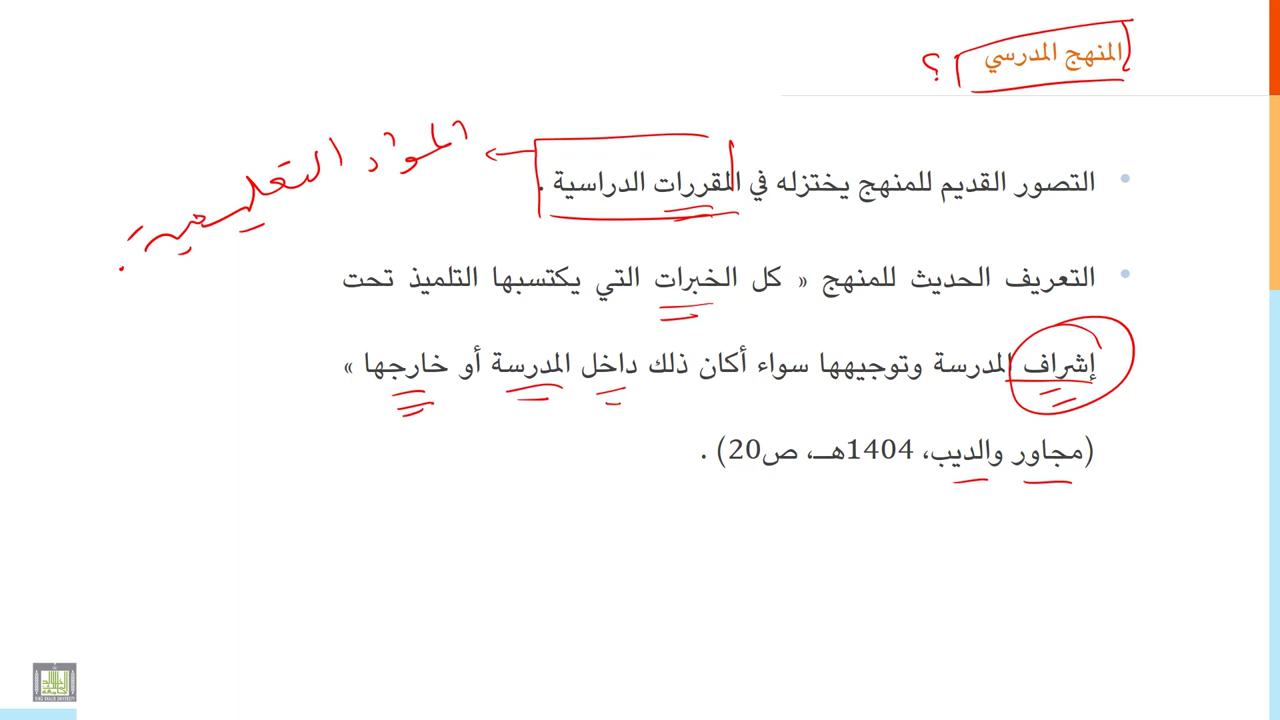 المنهج المدرسي
؟
التصور القديم للمنهج يختزله في المقررات الدراسية .
المواد التعليمية .
التعريف الحديث للمنهج « كل الخبرات التي يكتسبها التلميذ تحت
إشراف المدرسة وتوجيهها سواء أكان ذلك داخل المدرسة أو خارجها »
(مجاور والديب، 1404هـ، ص20) .